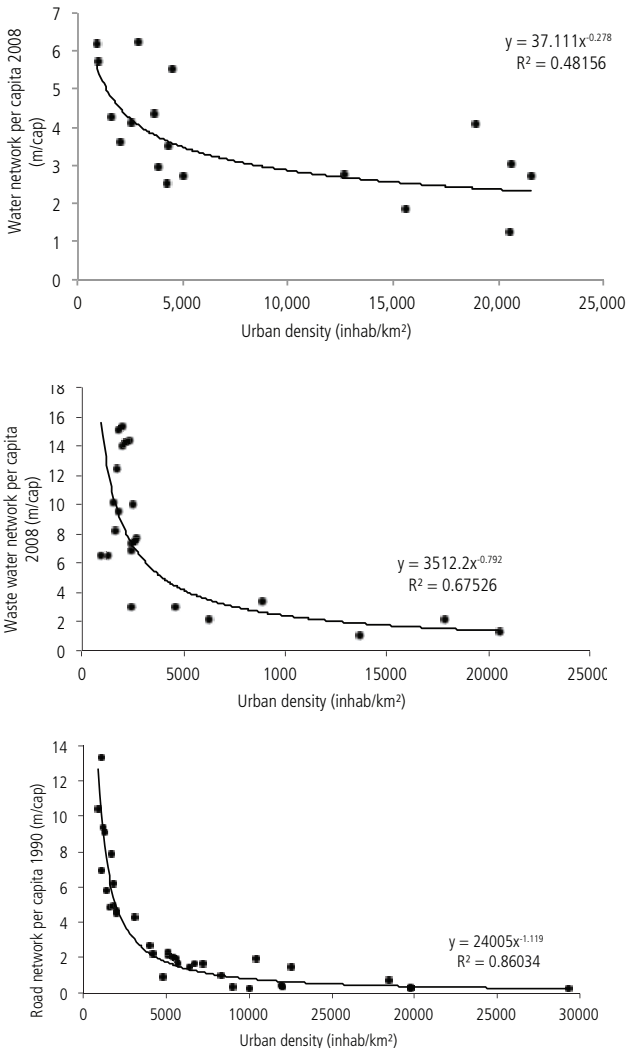 7
6
5
4
3
2
1
0
Water network per capita 2008
(m/cap)
y = 37.111x^-0.278
R² = 0.48156
0 5,000 10,000 15,000 20,000 25,000
Urban density (inhab/km²)
18
16
14
12
10
8
6
4
2
0
Waste water network per capita
2008 (m/cap)
y = 3512.2x^-0.792
R² = 0.67526
0 5000 1000 15000 20000 25000
Urban density (inhab/km²)
14
12
10
8
6
4
2
0
Road network per capita 1990 (m/cap)
y = 24005x^-1.119
R² = 0.86034
0 5000 10000 15000 20000 25000 30000
Urban density (inhab/km²)